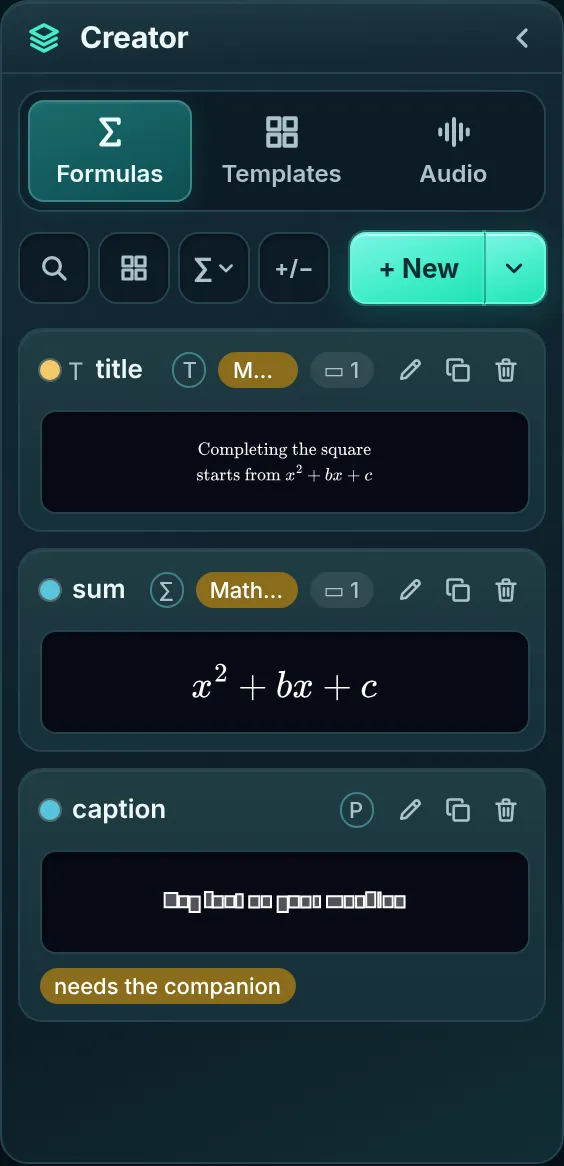 Creator
Σ Formulas
Templates
Audio
Σ
+/−
+ New
T title
T
M...
1
Completing the square
starts from x² + bx + c
sum
Σ
Math...
1
x² + bx + c
caption
P
needs the companion